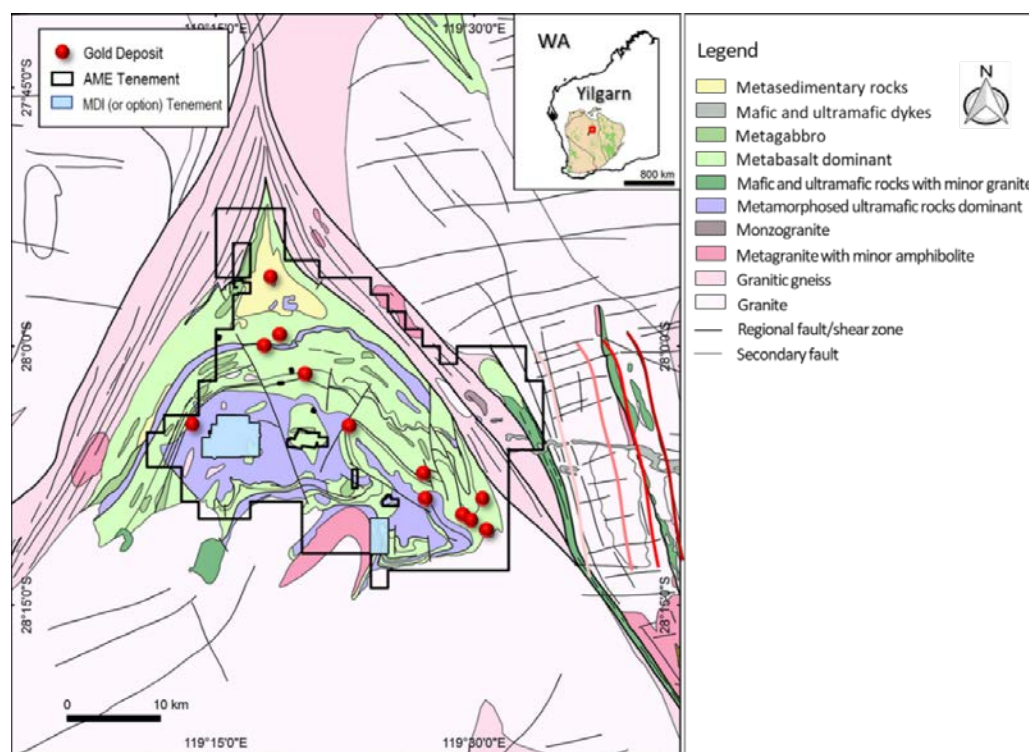 119°15'0"E
119°30'0"E
Gold Deposit
AME Tenement
MDI (or option) Tenement
WA
Yilgarn
800 km
27°45'0"S
28°0'0"S
28°0'0"S
28°15'0"S
28°15'0"S
0
10 km
119°15'0"E
119°30'0"E
Legend
N
Metasedimentary rocks
Mafic and ultramafic dykes
Metagabbro
Metabasalt dominant
Mafic and ultramafic rocks with minor granite
Metamorphosed ultramafic rocks dominant
Monzogranite
Metagranite with minor amphibolite
Granitic gneiss
Granite
Regional fault/shear zone
Secondary fault